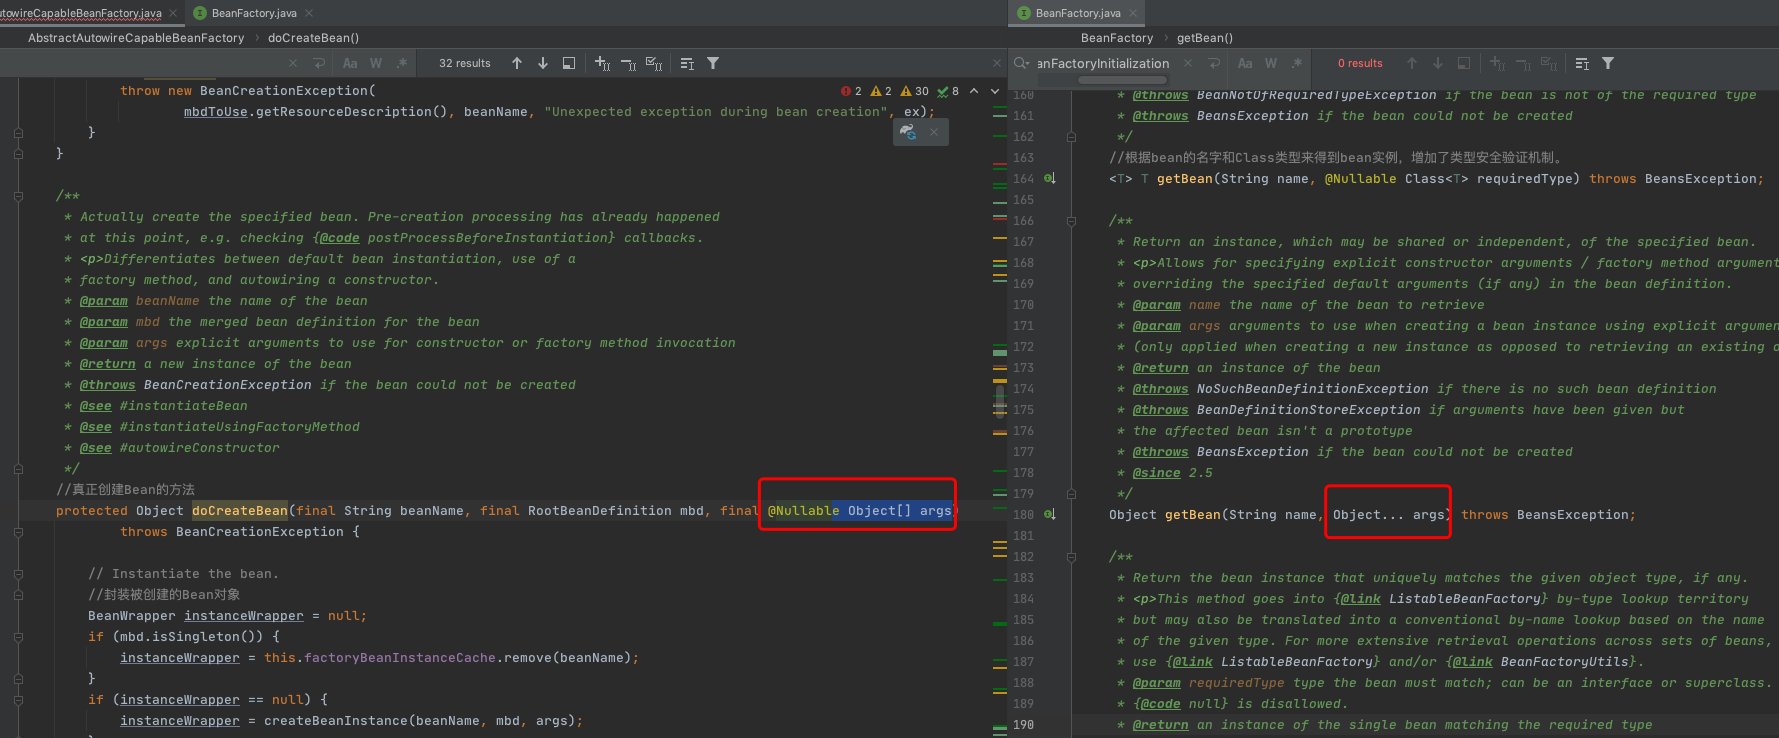 utowireCapableBeanFactory.java
BeanFactory.java
AbstractAutowireCapableBeanFactory › doCreateBean()
Aa W .* 32 results
2 2 30 8
throw new BeanCreationException(
mbdToUse.getResourceDescription(), beanName, "Unexpected exception during bean creation", ex);
}
}
/**
* Actually create the specified bean. Pre-creation processing has already happened
* at this point, e.g. checking {@code postProcessBeforeInstantiation} callbacks.
* <p>Differentiates between default bean instantiation, use of a
* factory method, and autowiring a constructor.
* @param beanName the name of the bean
* @param mbd the merged bean definition for the bean
* @param args explicit arguments to use for constructor or factory method invocation
* @return a new instance of the bean
* @throws BeanCreationException if the bean could not be created
* @see #instantiateBean
* @see #instantiateUsingFactoryMethod
* @see #autowireConstructor
*/
//真正创建Bean的方法
protected Object doCreateBean(final String beanName, final RootBeanDefinition mbd, final @Nullable Object[] args)
throws BeanCreationException {
// Instantiate the bean.
//封装被创建的Bean对象
BeanWrapper instanceWrapper = null;
if (mbd.isSingleton()) {
instanceWrapper = this.factoryBeanInstanceCache.remove(beanName);
}
if (instanceWrapper == null) {
instanceWrapper = createBeanInstance(beanName, mbd, args);
BeanFactory.java
BeanFactory › getBean()
anFactoryInitialization Aa W .* 0 results
160 * @throws BeanNotOfRequiredTypeException if the bean is not of the required type
161 * @throws BeansException if the bean could not be created
162 */
163 //根据bean的名字和Class类型来得到bean实例，增加了类型安全验证机制。
164 <T> T getBean(String name, @Nullable Class<T> requiredType) throws BeansException;
165
166 /**
167 * Return an instance, which may be shared or independent, of the specified bean.
168 * <p>Allows for specifying explicit constructor arguments / factory method argument
169 * overriding the specified default arguments (if any) in the bean definition.
170 * @param name the name of the bean to retrieve
171 * @param args arguments to use when creating a bean instance using explicit argumen
172 * (only applied when creating a new instance as opposed to retrieving an existing o
173 * @return an instance of the bean
174 * @throws NoSuchBeanDefinitionException if there is no such bean definition
175 * @throws BeanDefinitionStoreException if arguments have been given but
176 * the affected bean isn't a prototype
177 * @throws BeansException if the bean could not be created
178 * @since 2.5
179 */
180 Object getBean(String name, Object... args) throws BeansException;
181
182 /**
183 * Return the bean instance that uniquely matches the given object type, if any.
184 * <p>This method goes into {@link ListableBeanFactory} by-type lookup territory
185 * but may also be translated into a conventional by-name lookup based on the name
186 * of the given type. For more extensive retrieval operations across sets of beans,
187 * use {@link ListableBeanFactory} and/or {@link BeanFactoryUtils}.
188 * @param requiredType type the bean must match; can be an interface or superclass.
189 * {@code null} is disallowed.
190 * @return an instance of the single bean matching the required type